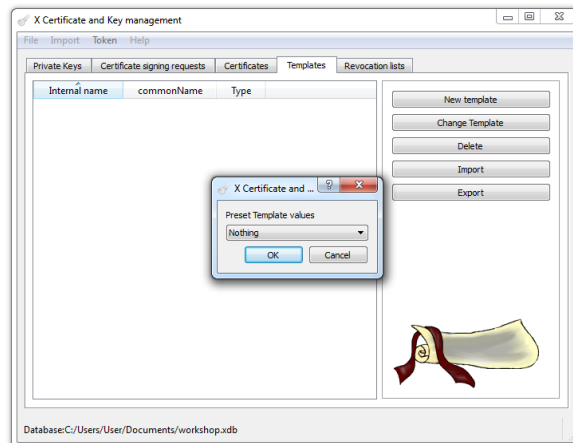 X Certificate and Key management
File Import Token Help
Private Keys Certificate signing requests Certificates Templates Revocation lists
Internal name commonName Type
New template
Change Template
Delete
Import
Export
X Certificate and ...
Preset Template values
Nothing
OK Cancel
Database:C:/Users/User/Documents/workshop.xdb